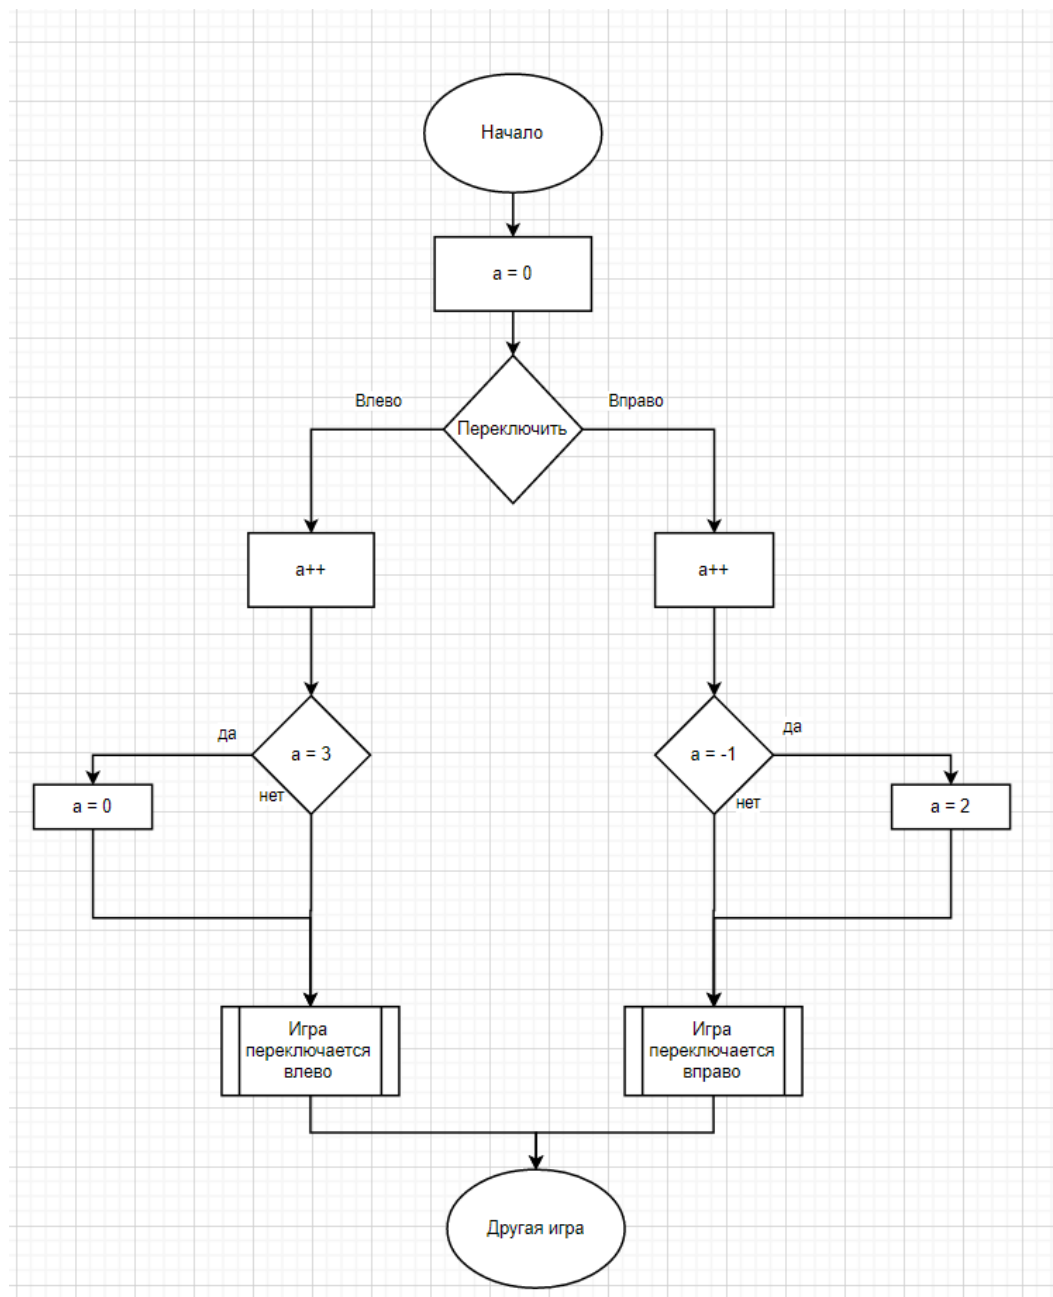 Начало
a = 0
Влево
Вправо
Переключить
a++
a++
да
a = 3
нет
a = 0
a = -1
да
нет
a = 2
Игра
переключается
влево
Игра
переключается
вправо
Другая игра